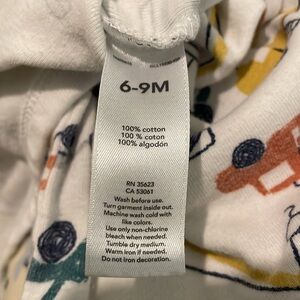 6-9M
100% cotton
100 % coton
100% algodón
RN 35623
CA 53061
Wash before use.
Turn garment inside out.
Machine wash cold with
like colors.
Use only non-chlorine
bleach when needed.
Tumble dry medium.
Warm iron if needed.
Do not iron decoration.